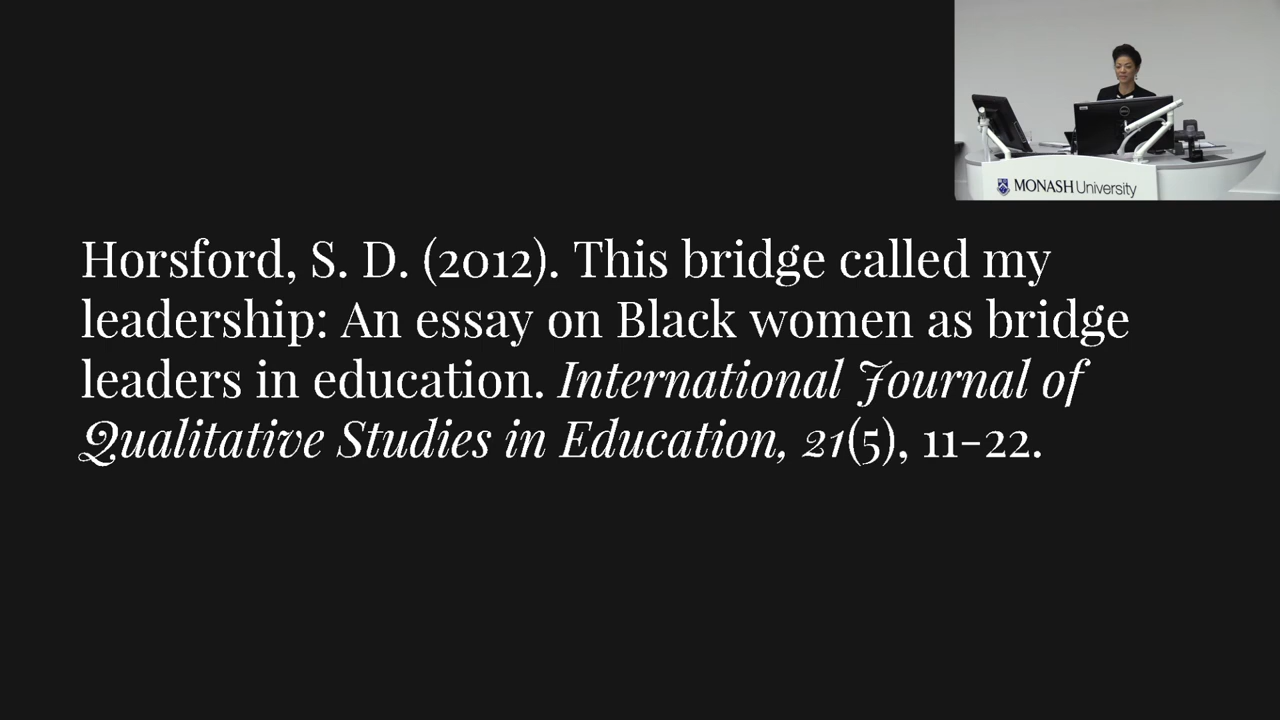 MONASH University
Horsford, S. D. (2012). This bridge called my
leadership: An essay on Black women as bridge
leaders in education. International Journal of
Qualitative Studies in Education, 21(5), 11–22.